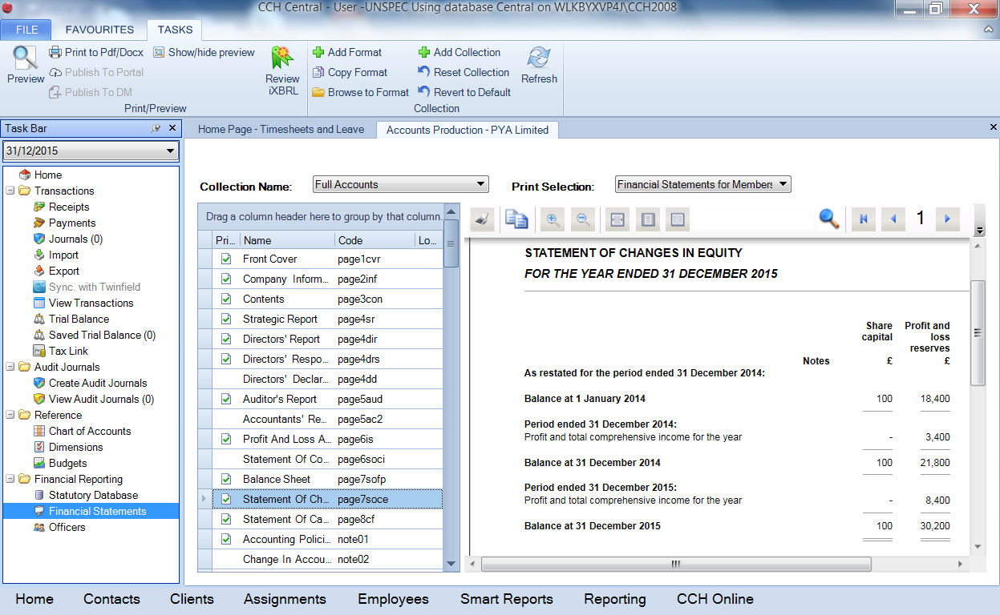 CCH Central - User -UNSPEC Using database Central on WLKBYXVP4J\CCH2008
FILE FAVOURITES TASKS
Preview
Print to Pdf/Docx
Publish To Portal
Publish To DM
Show/hide preview
Review iXBRL
Print/Preview
Add Format
Copy Format
Browse to Format
Add Collection
Reset Collection
Revert to Default
Refresh
Collection
Task Bar
31/12/2015
Home
Transactions
Receipts
Payments
Journals (0)
Import
Export
Sync. with Twinfield
View Transactions
Trial Balance
Saved Trial Balance (0)
Tax Link
Audit Journals
Create Audit Journals
View Audit Journals (0)
Reference
Chart of Accounts
Dimensions
Budgets
Financial Reporting
Statutory Database
Financial Statements
Officers
Home Page - Timesheets and Leave
Accounts Production - PYA Limited
Collection Name: Full Accounts
Print Selection: Financial Statements for Members
Drag a column header here to group by that column.
Pri... Name Code Lo...
Front Cover page1cvr
Company Inform... page2inf
Contents page3con
Strategic Report page4sr
Directors' Report page4dir
Directors' Respo... page4drs
Directors' Declar... page4dd
Auditor's Report page5aud
Accountants' Re... page5ac2
Profit And Loss A... page6is
Statement Of Co... page6soci
Balance Sheet page7sofp
Statement Of Ch... page7soce
Statement Of Ca... page8cf
Accounting Polici... note01
Change In Accou... note02
1
STATEMENT OF CHANGES IN EQUITY
FOR THE YEAR ENDED 31 DECEMBER 2015
Share Profit and
capital loss
reserves
Notes £ £
As restated for the period ended 31 December 2014:
Balance at 1 January 2014 100 18,400
Period ended 31 December 2014:
Profit and total comprehensive income for the year - 3,400
Balance at 31 December 2014 100 21,800
Period ended 31 December 2015:
Profit and total comprehensive income for the year - 8,400
Balance at 31 December 2015 100 30,200
Home Contacts Clients Assignments Employees Smart Reports Reporting CCH Online